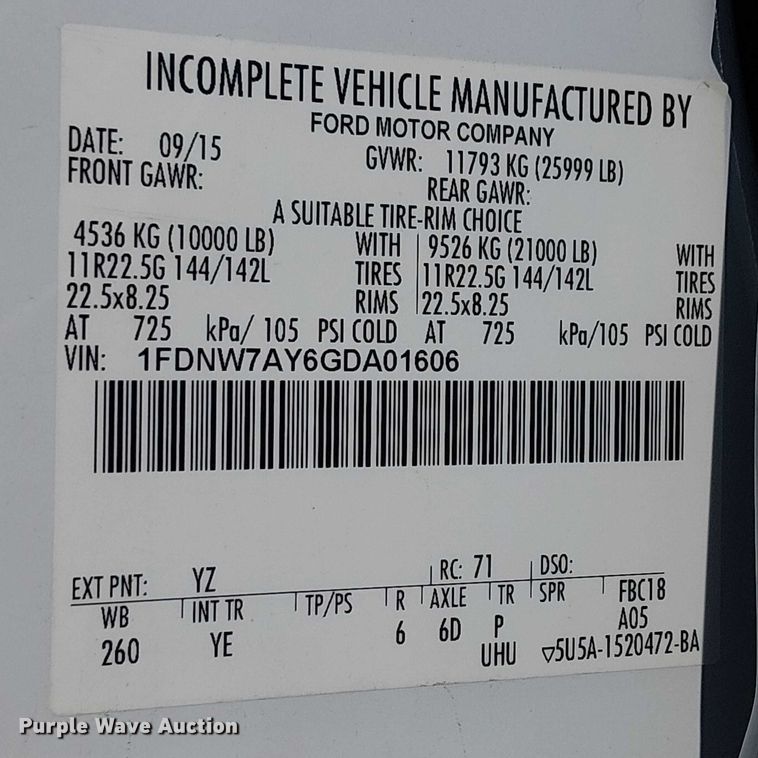 INCOMPLETE VEHICLE MANUFACTURED BY
FORD MOTOR COMPANY
DATE: 09/15 GVWR: 11793 KG (25999 LB)
FRONT GAWR: REAR GAWR:
A SUITABLE TIRE-RIM CHOICE
4536 KG (10000 LB) WITH 9526 KG (21000 LB) WITH
11R22.5G 144/142L TIRES 11R22.5G 144/142L TIRES
22.5x8.25 RIMS 22.5x8.25 RIMS
AT 725 kPa/ 105 PSI COLD AT 725 kPa/105 PSI COLD
VIN: 1FDNW7AY6GDA01606
EXT PNT: YZ RC: 71 DSO:
WB INT TR TP/PS R AXLE TR SPR FBC18
260 YE 6 6D P A05
UHU ▽5U5A-1520472-BA
Purple Wave Auction